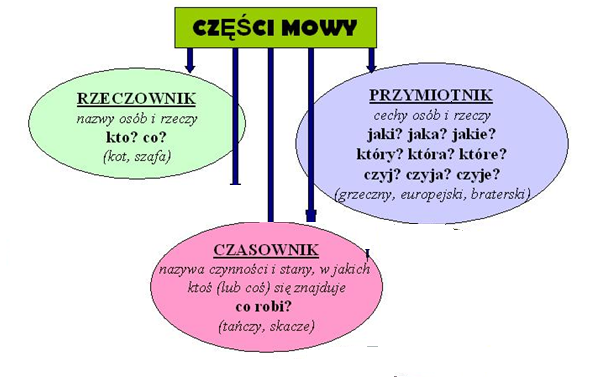 CZĘŚCI MOWY
RZECZOWNIK
nazwy osób i rzeczy
kto? co?
(kot, szafa)
PRZYMIOTNIK
cechy osób i rzeczy
jaki? jaka? jakie?
który? która? które?
czyj? czyja? czyje?
(grzeczny, europejski, braterski)
CZASOWNIK
nazywa czynności i stany, w jakich
ktoś (lub coś) się znajduje
co robi?
(tańczy, skacze)